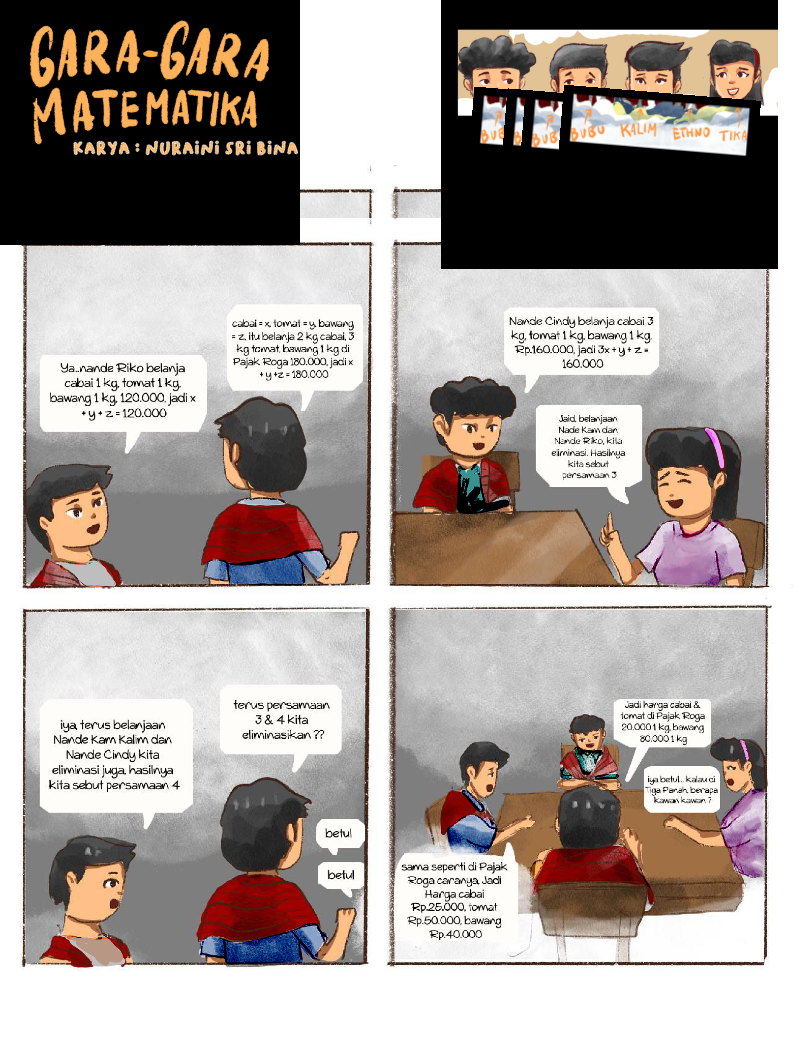 GARA-GARA
MATEMATIKA
KARYA : NURAINI SRI BINA
BUBU
BUBU
BUBU KALIM ETHNO TIKA
Ya..nande Riko belanja
cabai 1 kg, tomat 1 kg,
bawang 1 kg, 120.000, jadi x
+ y + z = 120.000
cabai = x, tomat = y, bawang
= z, itu belanja 2 kg cabai, 3
kg tomat, bawang 1 kg di
Pajak Roga 180.000, jadi x
+ y +z = 180.000
Nande Cindy belanja cabai 3
kg, tomat 1 kg, bawang 1 kg.
Rp.160.000, jadi 3x + y + z =
160.000
Jaid, belanjaan
Nade Kam dan
Nande Riko, kita
eliminasi. Hasilnya
kita sebut
persamaan 3
iya, terus belanjaan
Nande Kam Kalim dan
Nande Cindy kita
eliminasi juga, hasilnya
kita sebut persamaan 4
terus persamaan
3 & 4 kita
eliminasikan ??
betul
betul
Jadi harga cabai &
tomat di Pajak Roga
20.000 1 kg, bawang
80.000 1 kg
iya betul... kalau di
Tiga Panah, berapa
kawan kawan ?
sama seperti di Pajak
Roga caranya, Jadi
Harga cabai
Rp.25.000, tomat
Rp.50.000, bawang
Rp.40.000